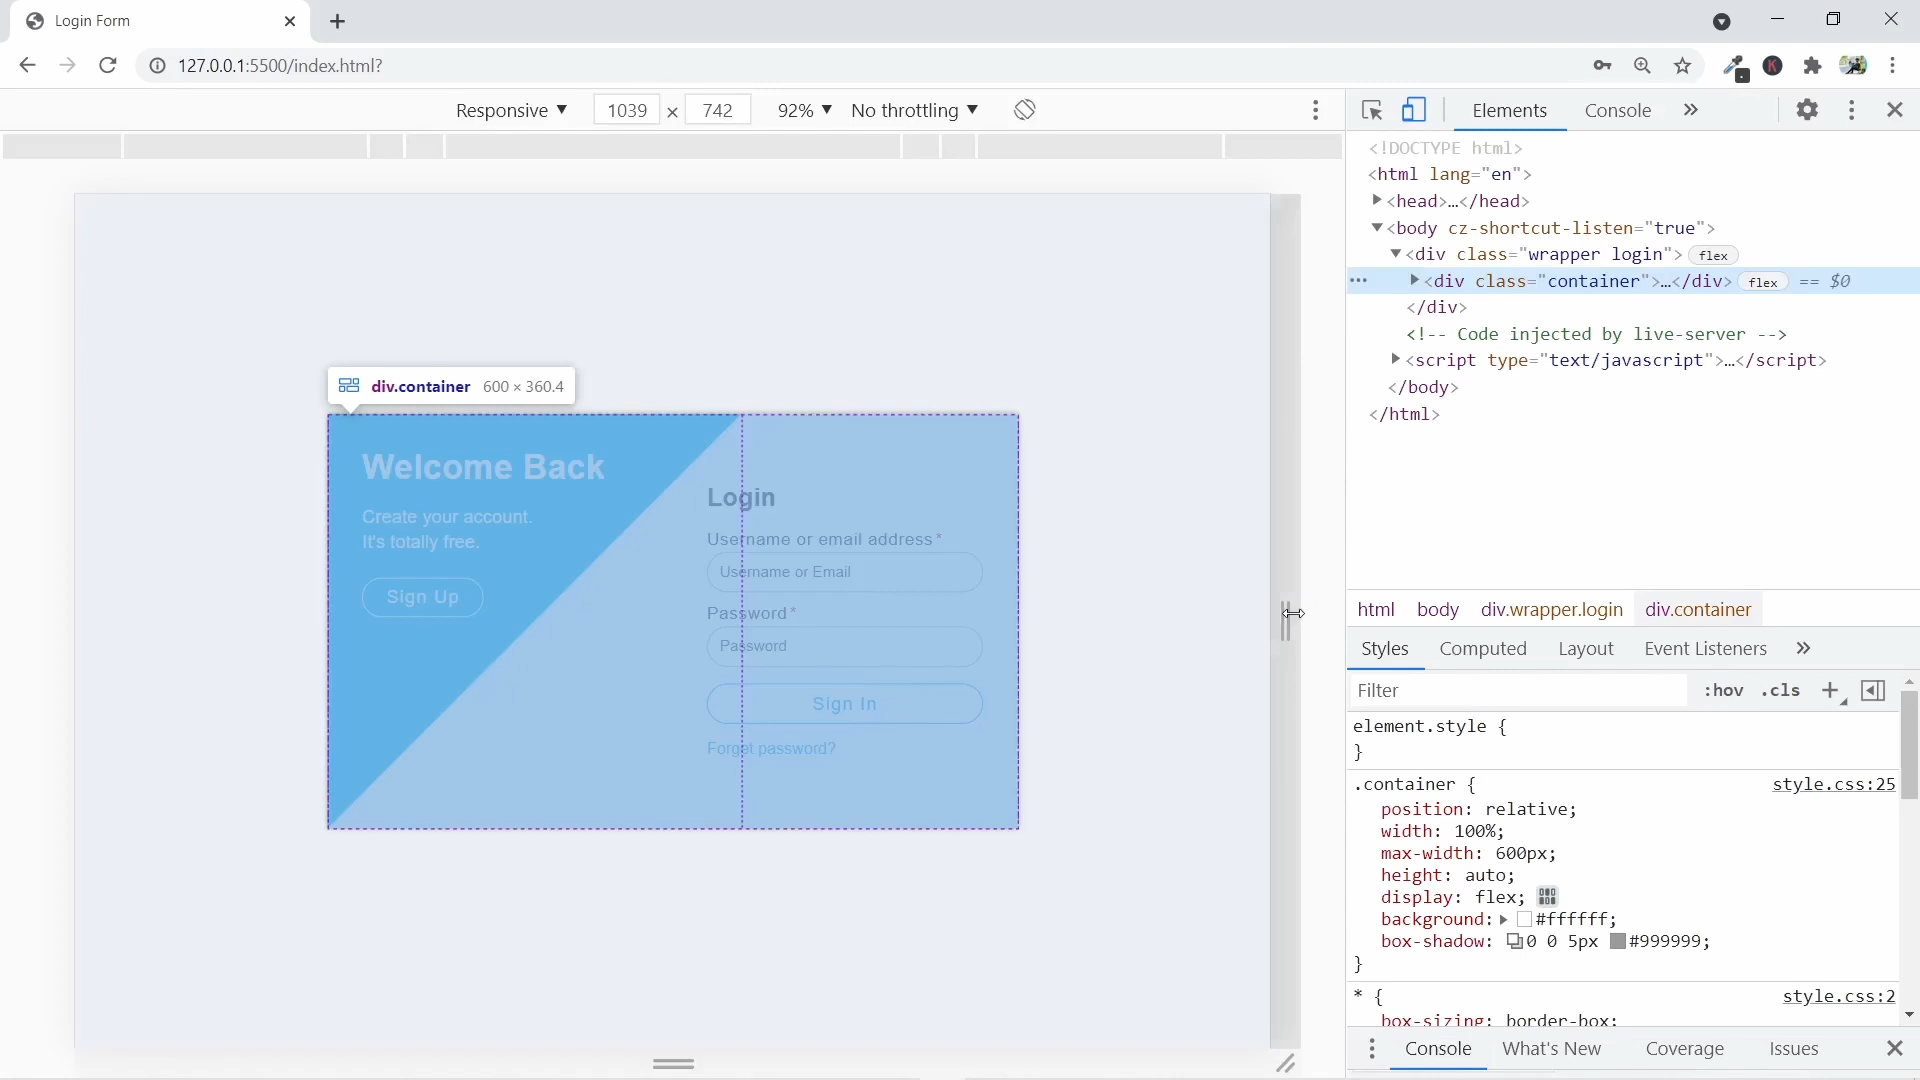 Login Form
127.0.0.1:5500/index.html?
K
Responsive ▼ 1039 × 742 92% ▼ No throttling ▼
Elements Console »
<!DOCTYPE html>
<html lang="en">
▶<head>…</head>
▼<body cz-shortcut-listen="true">
▼<div class="wrapper login"> flex
… ▶<div class="container">…</div> flex == $0
</div>
<!-- Code injected by live-server -->
▶<script type="text/javascript">…</script>
</body>
</html>
div.container 600 × 360.4
Welcome Back
Create your account.
It's totally free.
Sign Up
Login
Username or email address*
Username or Email
Password*
Password
Sign In
Forget password?
html body div.wrapper.login div.container
Styles Computed Layout Event Listeners »
Filter :hov .cls +
element.style {
}
.container { style.css:25
position: relative;
width: 100%;
max-width: 600px;
height: auto;
display: flex;
background: ▶ #ffffff;
box-shadow: 0 0 5px #999999;
}
* { style.css:2
box-sizing: border-box;
Console What's New Coverage Issues